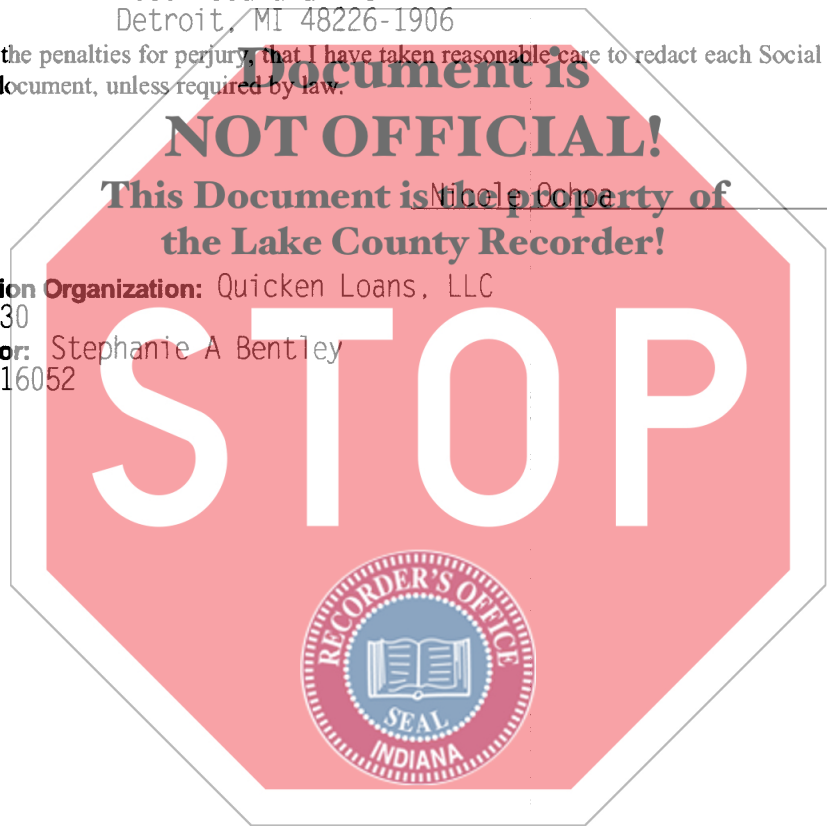 Detroit, MI 48226-1906
the penalties for perjury, that I have taken reasonable care to redact each Social
document, unless required by law.
Document is
NOT OFFICIAL!
This Document is the property of
Nicole Ochoa
the Lake County Recorder!
ion Organization: Quicken Loans, LLC
30
or: Stephanie A Bentley
16052
STOP
RECORDER'S OFFICE
SEAL
INDIANA